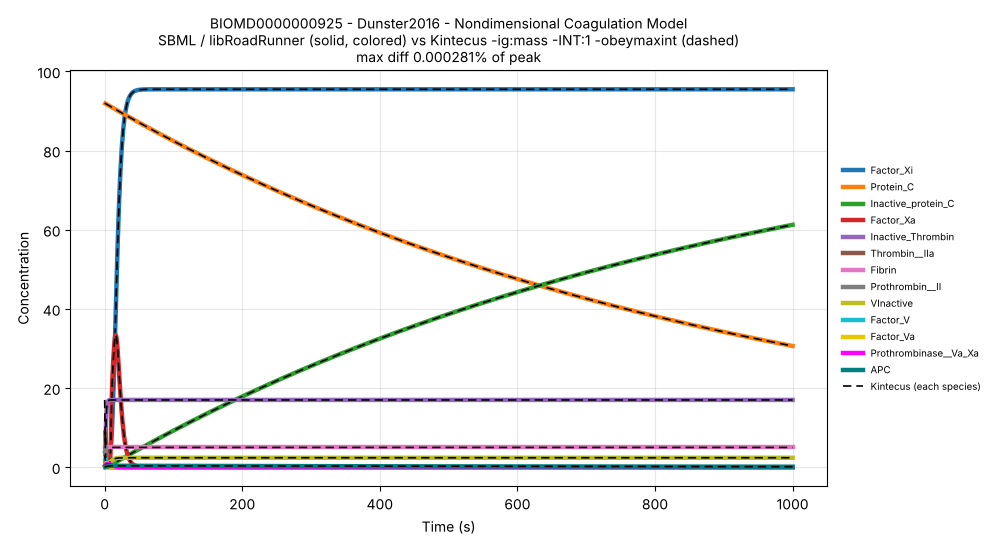 BIOMD0000000925 - Dunster2016 - Nondimensional Coagulation Model
SBML / libRoadRunner (solid, colored) vs Kintecus -ig:mass -INT:1 -obeymaxint (dashed)
max diff 0.000281% of peak
Concentration
100
80
60
40
20
0
0
200
400
600
800
1000
Time (s)
Factor_Xi
Protein_C
Inactive_protein_C
Factor_Xa
Inactive_Thrombin
Thrombin__IIa
Fibrin
Prothrombin__II
VInactive
Factor_V
Factor_Va
Prothrombinase__Va_Xa
APC
Kintecus (each species)